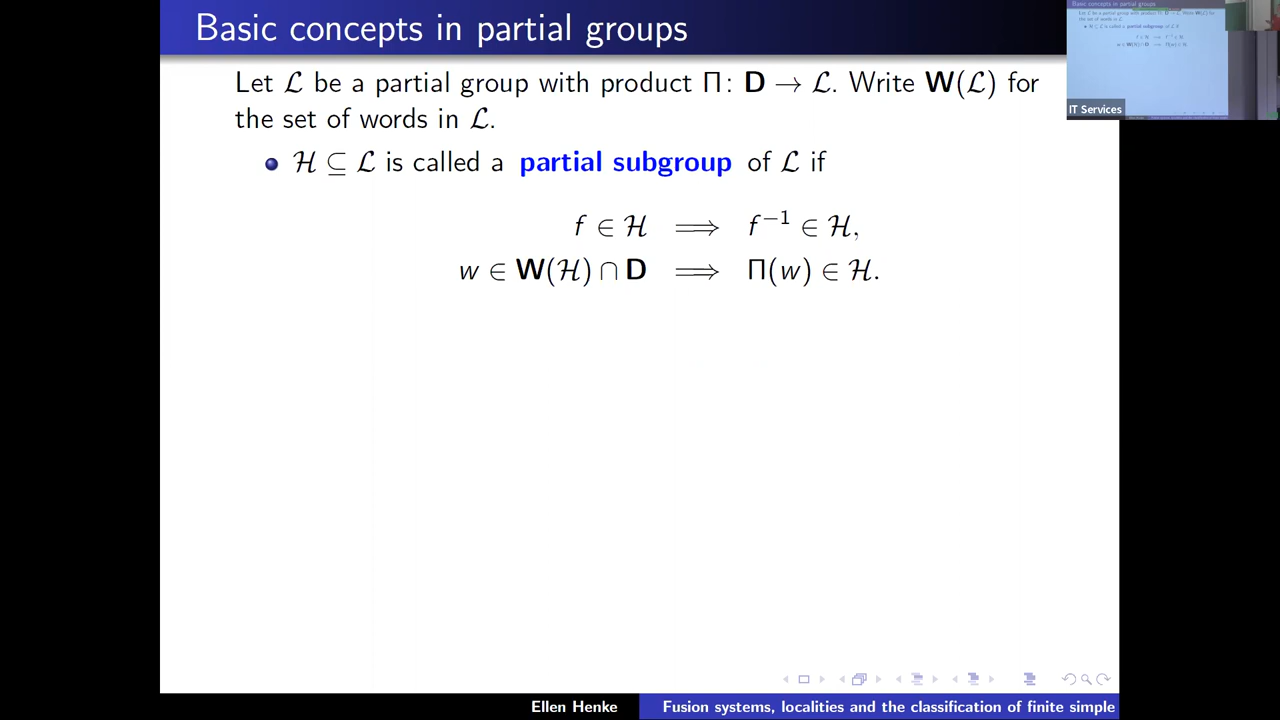 Basic concepts in partial groups
Let ℒ be a partial group with product Π: D → ℒ. Write W(ℒ) for
the set of words in ℒ.
ℋ ⊆ ℒ is called a partial subgroup of ℒ if
f ∈ ℋ ⟹ f⁻¹ ∈ ℋ,
w ∈ W(ℋ) ∩ D ⟹ Π(w) ∈ ℋ.
IT Services
Ellen Henke
Fusion systems, localities and the classification of finite simple